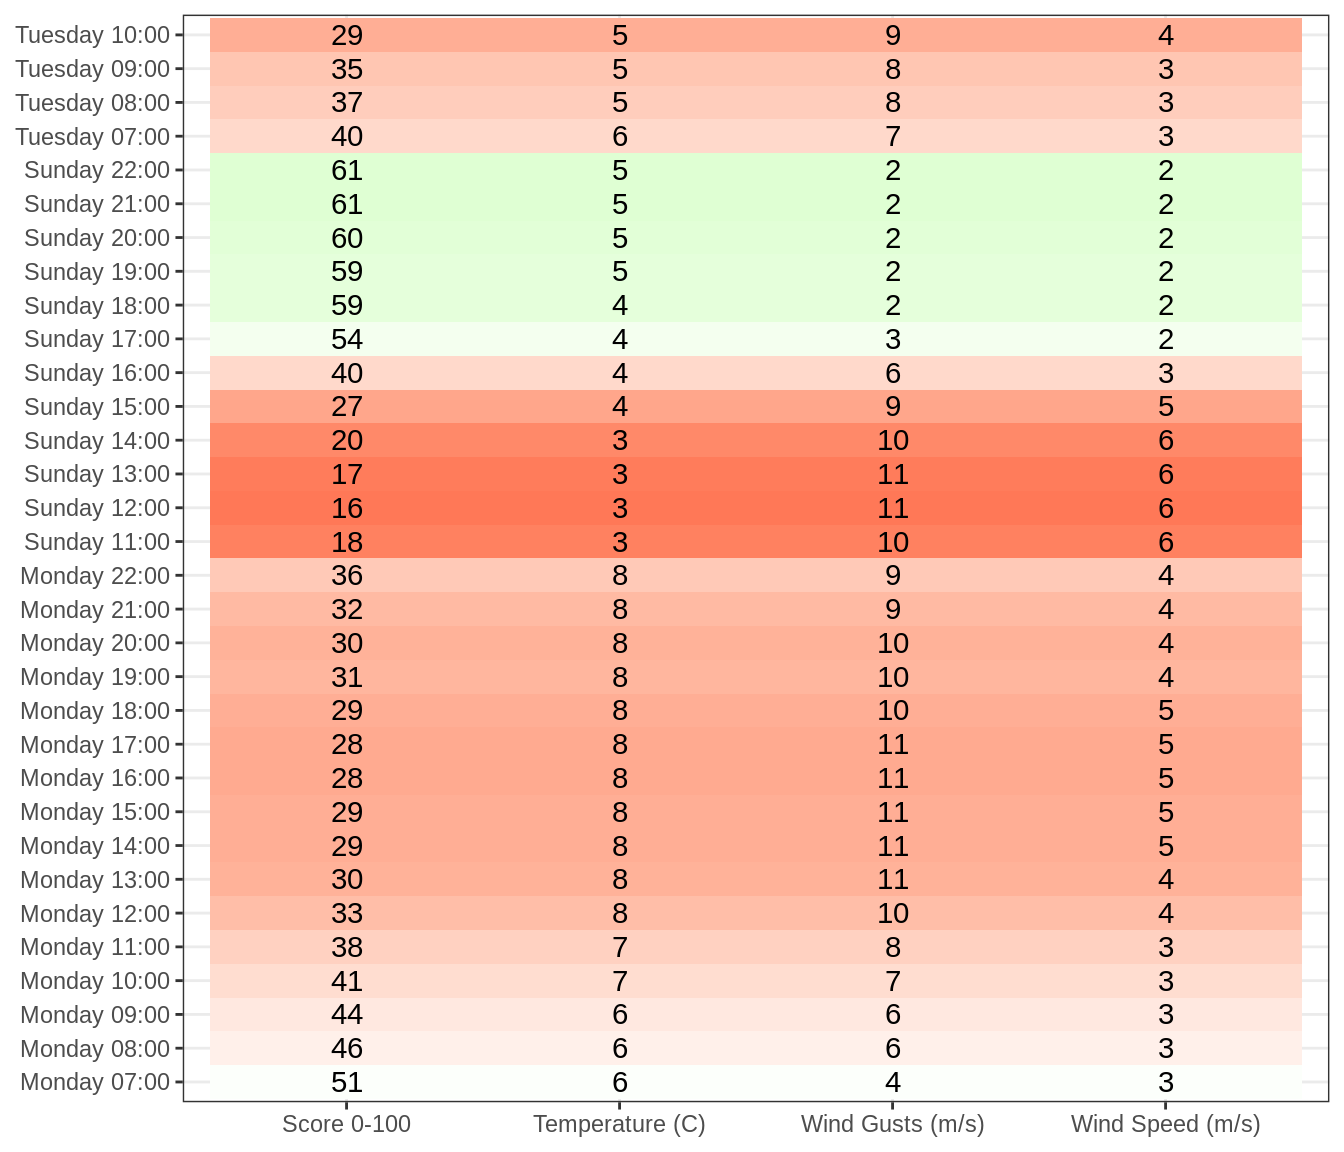 Tuesday 10:00 29 5 9 4
Tuesday 09:00 35 5 8 3
Tuesday 08:00 37 5 8 3
Tuesday 07:00 40 6 7 3
Sunday 22:00 61 5 2 2
Sunday 21:00 61 5 2 2
Sunday 20:00 60 5 2 2
Sunday 19:00 59 5 2 2
Sunday 18:00 59 4 2 2
Sunday 17:00 54 4 3 2
Sunday 16:00 40 4 6 3
Sunday 15:00 27 4 9 5
Sunday 14:00 20 3 10 6
Sunday 13:00 17 3 11 6
Sunday 12:00 16 3 11 6
Sunday 11:00 18 3 10 6
Monday 22:00 36 8 9 4
Monday 21:00 32 8 9 4
Monday 20:00 30 8 10 4
Monday 19:00 31 8 10 4
Monday 18:00 29 8 10 5
Monday 17:00 28 8 11 5
Monday 16:00 28 8 11 5
Monday 15:00 29 8 11 5
Monday 14:00 29 8 11 5
Monday 13:00 30 8 11 4
Monday 12:00 33 8 10 4
Monday 11:00 38 7 8 3
Monday 10:00 41 7 7 3
Monday 09:00 44 6 6 3
Monday 08:00 46 6 6 3
Monday 07:00 51 6 4 3
Score 0-100 Temperature (C) Wind Gusts (m/s) Wind Speed (m/s)